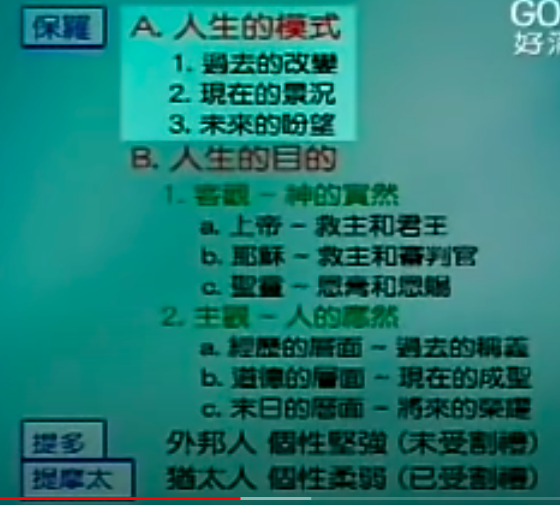 保羅 A. 人生的模式
1. 過去的改變
2. 現在的景況
3. 未來的盼望
B. 人生的目的
1. 客觀 - 神的實然
a. 上帝 ~ 救主和君王
b. 耶穌 ~ 救主和審判官
c. 聖靈 ~ 恩膏和恩賜
2. 主觀 - 人的應然
a. 經歷的層面 ~ 過去的稱義
b. 道德的層面 ~ 現在的成聖
c. 末日的層面 ~ 將來的榮耀
提多 外邦人 個性堅強 (未受割禮)
提摩太 猶太人 個性柔弱 (已受割禮)
GO
好消